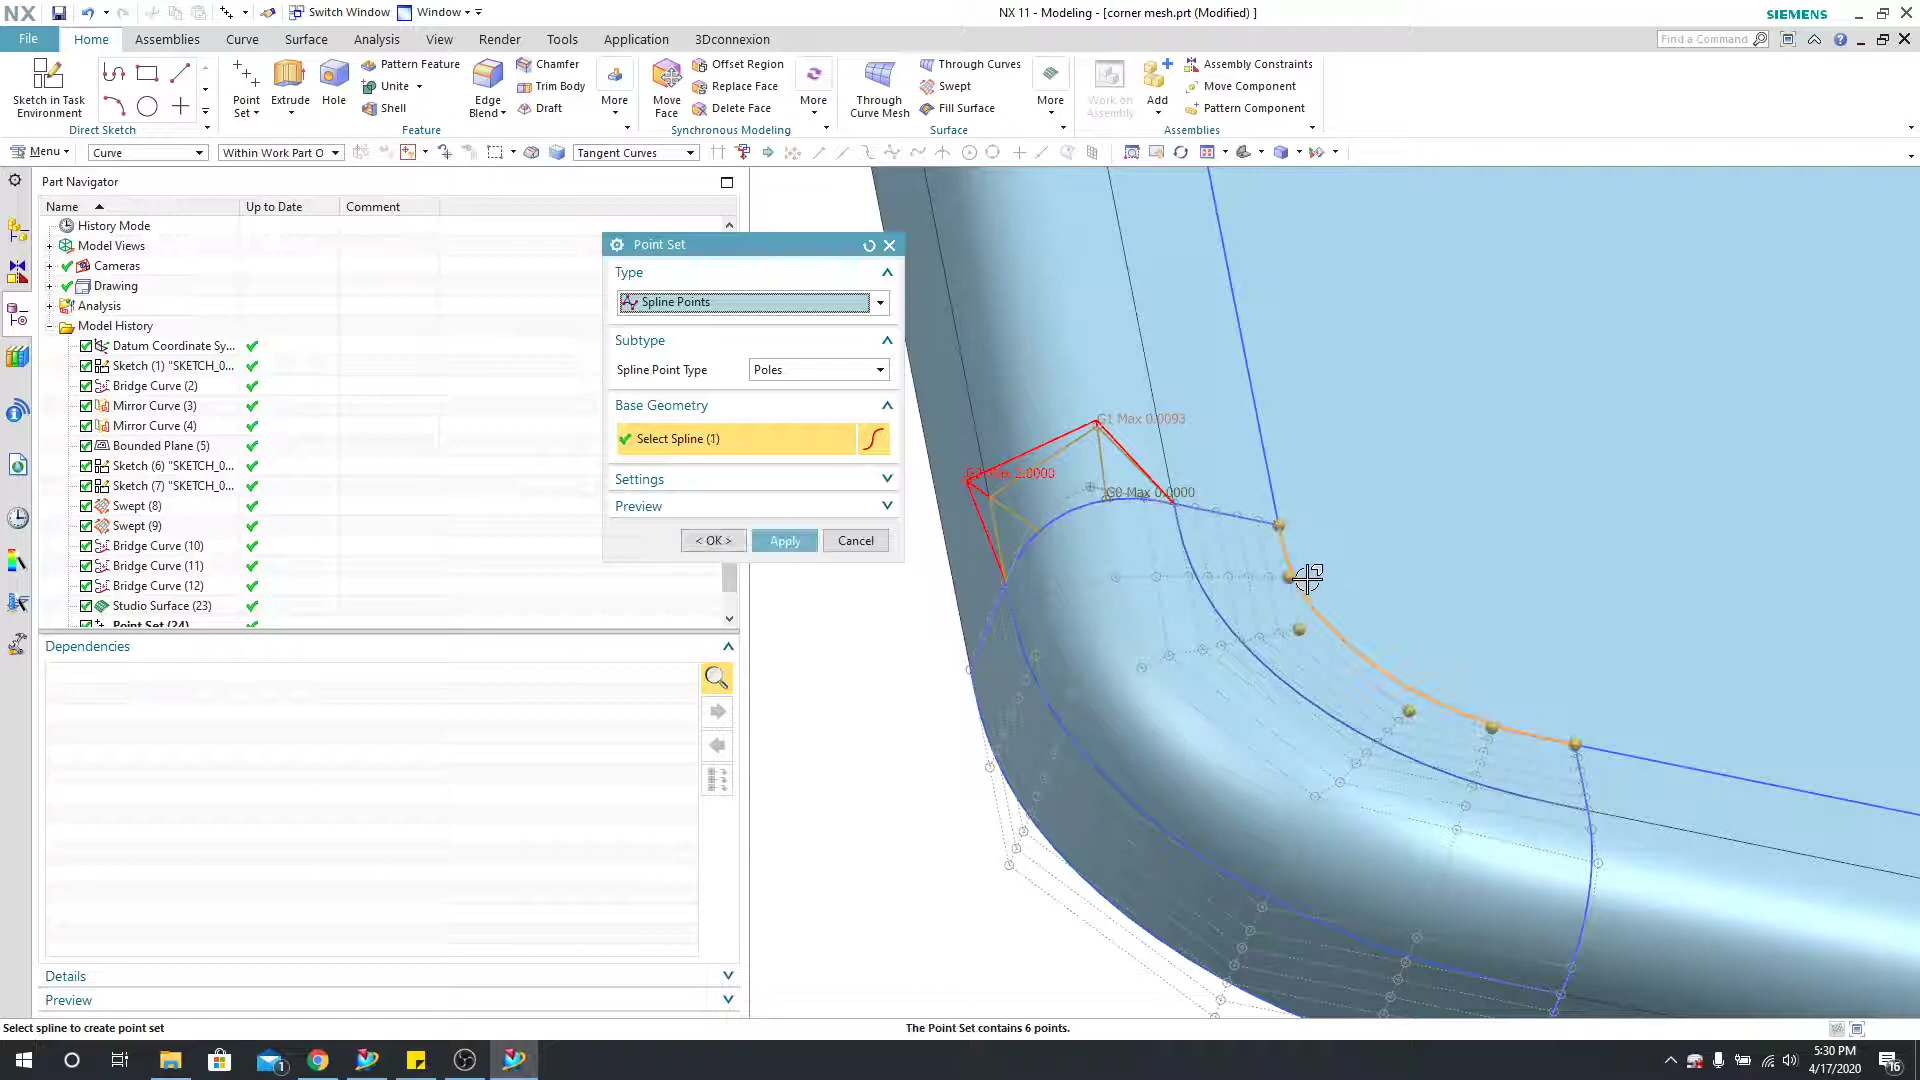 NX
Switch Window
Window
NX 11 - Modeling - [corner mesh.prt (Modified) ]
SIEMENS
File
Home
Assemblies
Curve
Surface
Analysis
View
Render
Tools
Application
3Dconnexion
Find a Command
Sketch in Task
Environment
Direct Sketch
Point
Set
Extrude
Hole
Pattern Feature
Unite
Shell
Edge
Blend
Chamfer
Trim Body
Draft
More
Feature
Move
Face
Offset Region
Replace Face
Delete Face
More
Synchronous Modeling
Through
Curve Mesh
Through Curves
Swept
Fill Surface
More
Surface
Work on
Assembly
Add
Assembly Constraints
Move Component
Pattern Component
Assemblies
Menu
Curve
Within Work Part O
Tangent Curves
Part Navigator
Name
Up to Date
Comment
History Mode
Model Views
Cameras
Drawing
Analysis
Model History
Datum Coordinate Sy...
Sketch (1) "SKETCH_0...
Bridge Curve (2)
Mirror Curve (3)
Mirror Curve (4)
Bounded Plane (5)
Sketch (6) "SKETCH_0...
Sketch (7) "SKETCH_0...
Swept (8)
Swept (9)
Bridge Curve (10)
Bridge Curve (11)
Bridge Curve (12)
Studio Surface (23)
Point Set (24)
Dependencies
Details
Preview
Point Set
Type
Spline Points
Subtype
Spline Point Type
Poles
Base Geometry
Select Spline (1)
Settings
Preview
< OK >
Apply
Cancel
G1 Max 0.0093
Max 2.0000
G0 Max 0.0000
Select spline to create point set
The Point Set contains 6 points.
1
5:30 PM
4/17/2020
16